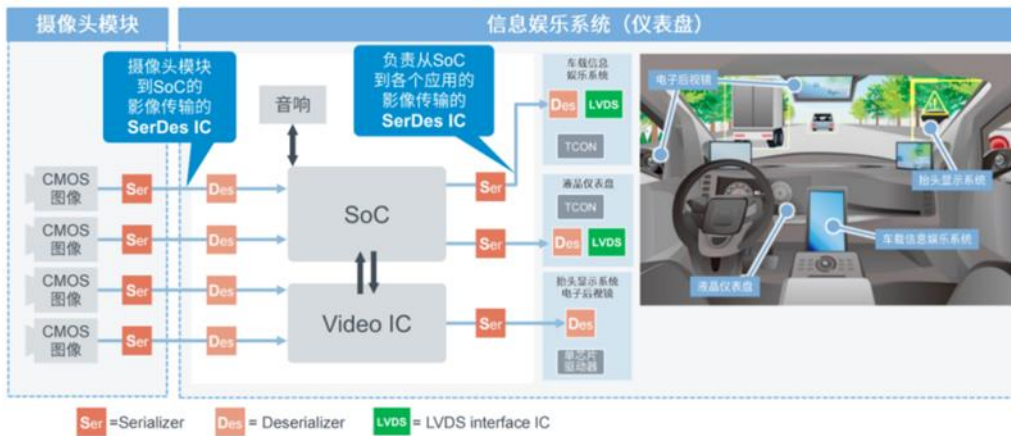 摄像头模块
信息娱乐系统（仪表盘）
摄像头模块
到SoC的
影像传输的
SerDes IC
负责从SoC
到各个应用的
影像传输的
SerDes IC
音响
CMOS
图像
Ser
Des
CMOS
图像
Ser
Des
CMOS
图像
Ser
Des
CMOS
图像
Ser
Des
SoC
Video IC
Ser
Ser
Ser
车载信息
娱乐系统
Des
LVDS
TCON
液晶仪表盘
TCON
Des
LVDS
抬头显示系统
电子后视镜
Des
单芯片
驱动器
电子后视镜
抬头显示系统
车载信息娱乐系统
液晶仪表盘
Ser =Serializer
Des = Deserializer
LVDS = LVDS interface IC